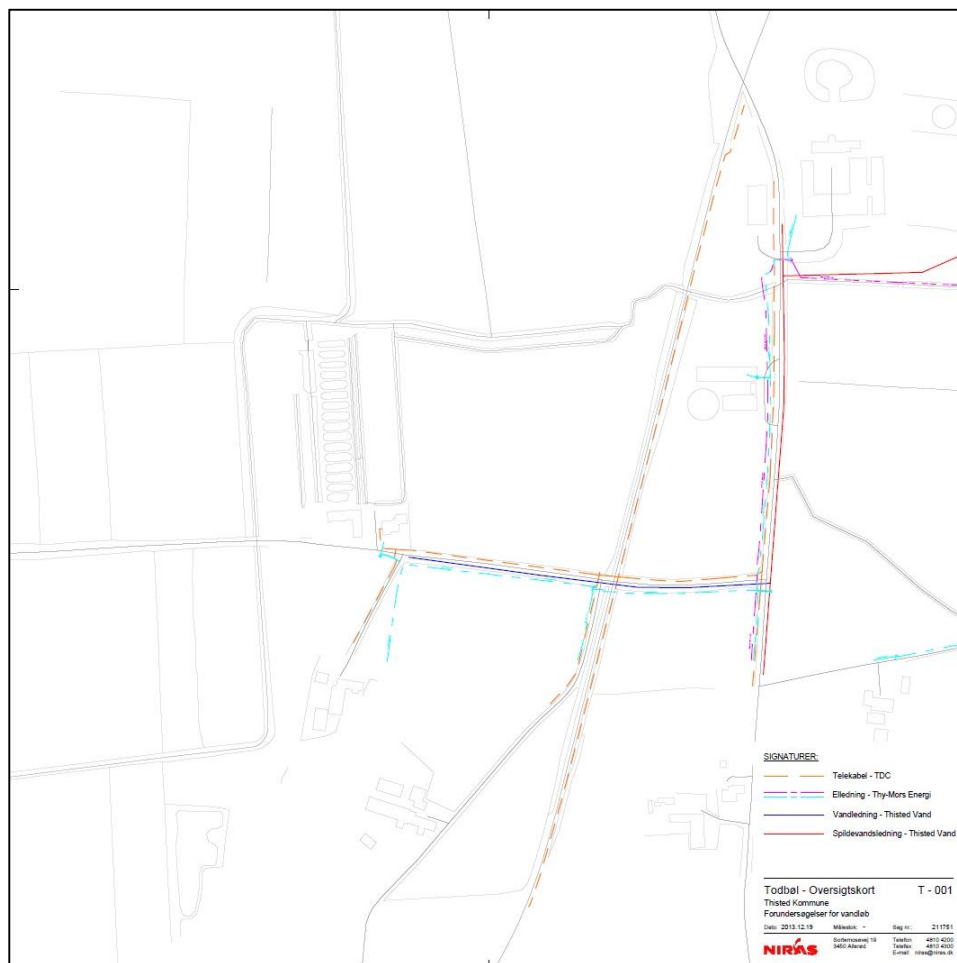 SIGNATURER:
Telekabel - TDC
Elledning - Thy-Mors Energi
Vandledning - Thisted Vand
Spildevandsledning - Thisted Vand
Todbøl - Oversigtskort T - 001
Thisted Kommune
Forundersøgelser for vandløb
Dato: 2013.12.19 Målestok: - Sag nr.: 211751
NIRAS
Sortemosevej 19
3450 Allerød
Telefon 4810 4200
Telefax 4810 4300
E-mail niras@niras.dk